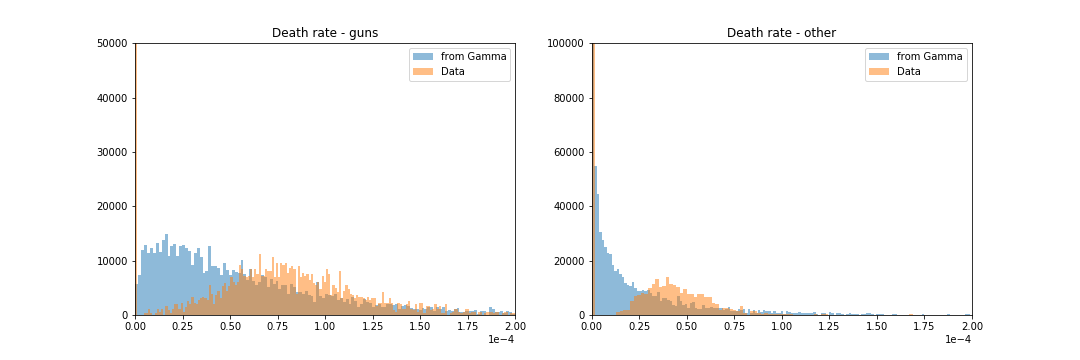 Death rate - guns
50000
40000
30000
20000
10000
0
from Gamma
Data
0.00 0.25 0.50 0.75 1.00 1.25 1.50 1.75 2.00
1e−4
Death rate - other
100000
80000
60000
40000
20000
0
from Gamma
Data
0.00 0.25 0.50 0.75 1.00 1.25 1.50 1.75 2.00
1e−4